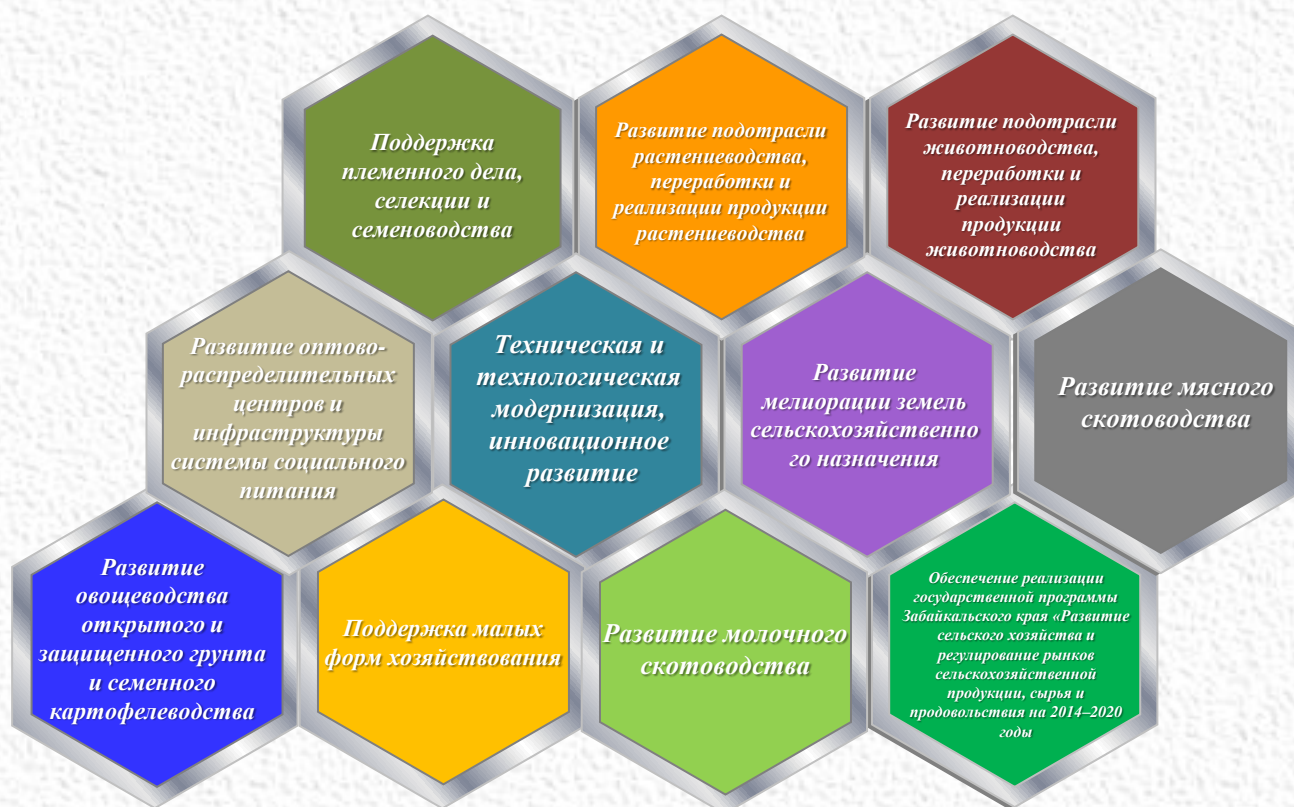 Поддержка
племенного дела,
селекции и
семеноводства
Развитие подотрасли
растениеводства,
переработки и
реализации продукции
растениеводства
Развитие подотрасли
животноводства,
переработки и
реализации
продукции
животноводства
Развитие оптово-
распределительных
центров и
инфраструктуры
системы социального
питания
Техническая и
технологическая
модернизация,
инновационное
развитие
Развитие
мелиорации земель
сельскохозяйственно
го назначения
Развитие мясного
скотоводства
Развитие
овощеводства
открытого и
защищенного грунта
и семенного
картофелеводства
Поддержка малых
форм хозяйствования
Развитие молочного
скотоводства
Обеспечение реализации
государственной программы
Забайкальского края «Развитие
сельского хозяйства и
регулирование рынков
сельскохозяйственной
продукции, сырья и
продовольствия на 2014–2020
годы